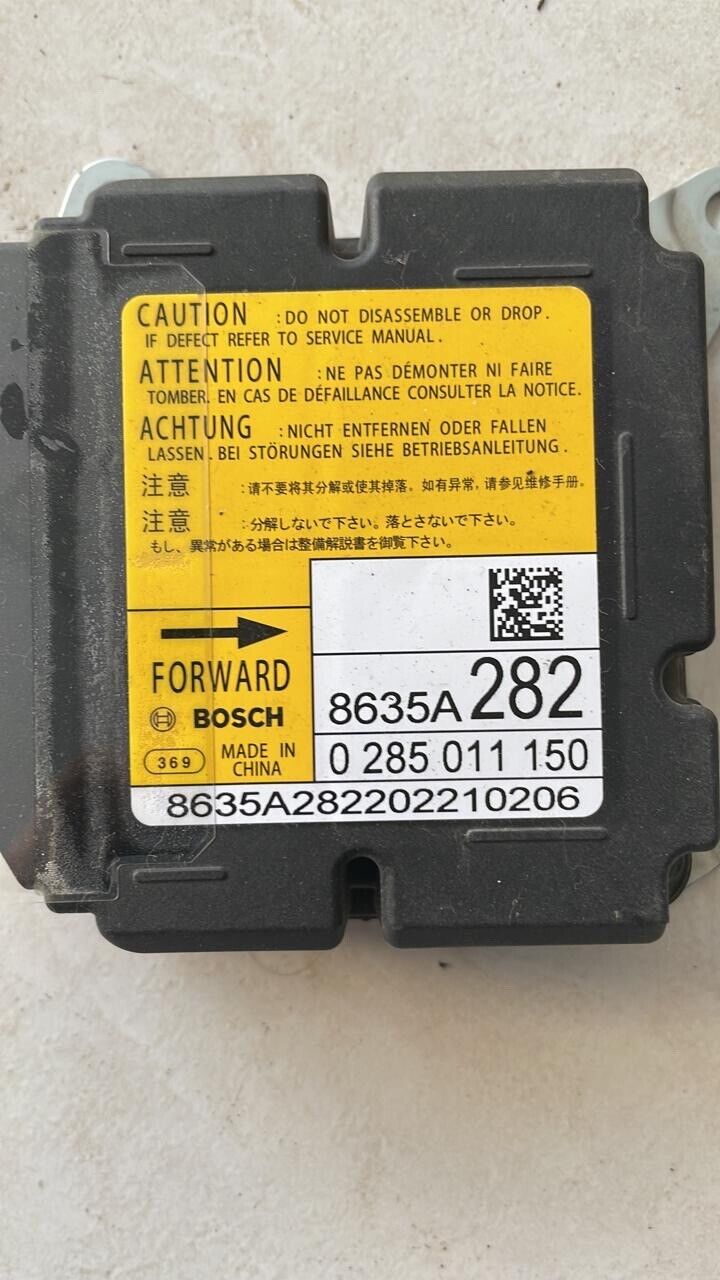 CAUTION :DO NOT DISASSEMBLE OR DROP.
IF DEFECT REFER TO SERVICE MANUAL.
ATTENTION :NE PAS DÉMONTER NI FAIRE
TOMBER. EN CAS DE DÉFAILLANCE CONSULTER LA NOTICE.
ACHTUNG :NICHT ENTFERNEN ODER FALLEN
LASSEN. BEI STÖRUNGEN SIEHE BETRIEBSANLEITUNG.
注意 :请不要将其分解或使其掉落。如有异常,请参见维修手册。
注意 :分解しないで下さい。落とさないで下さい。
もし、異常がある場合は整備解説書を御覧下さい。
FORWARD
BOSCH
8635A 282
369 MADE IN
CHINA
0 285 011 150
8635A282202210206